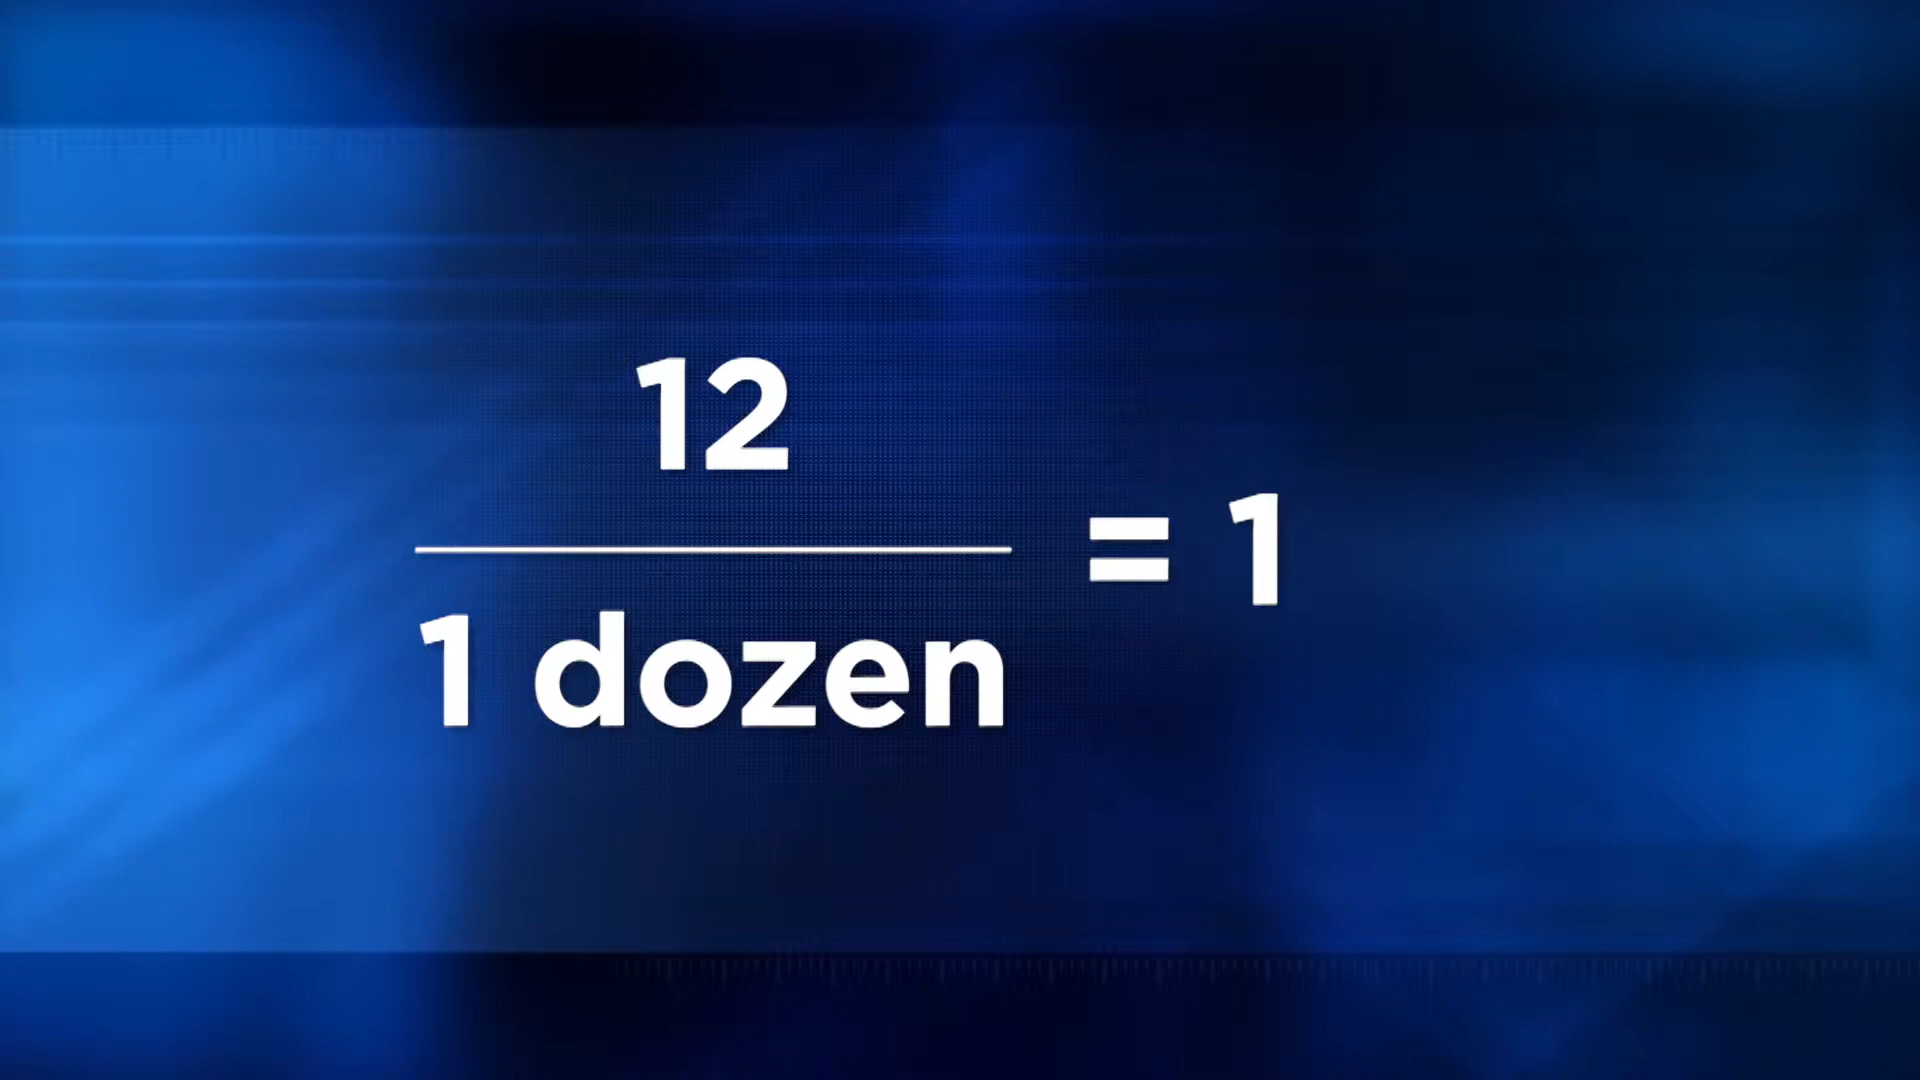 12
1 dozen
= 1